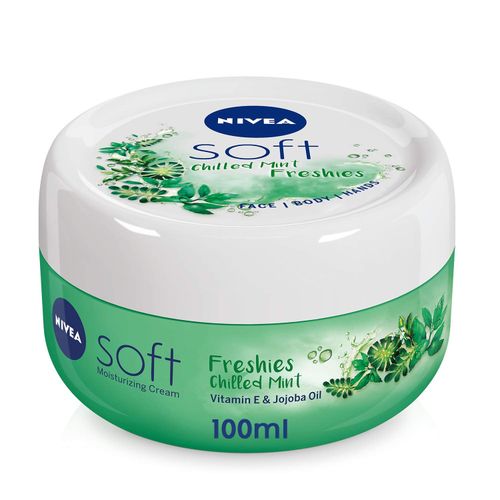 NIVEA
soft
Chilled Mint
Freshies
FACE | BODY | HANDS
NIVEA
soft
Moisturizing Cream
Freshies
Chilled Mint
Vitamin E & Jojoba Oil
100ml